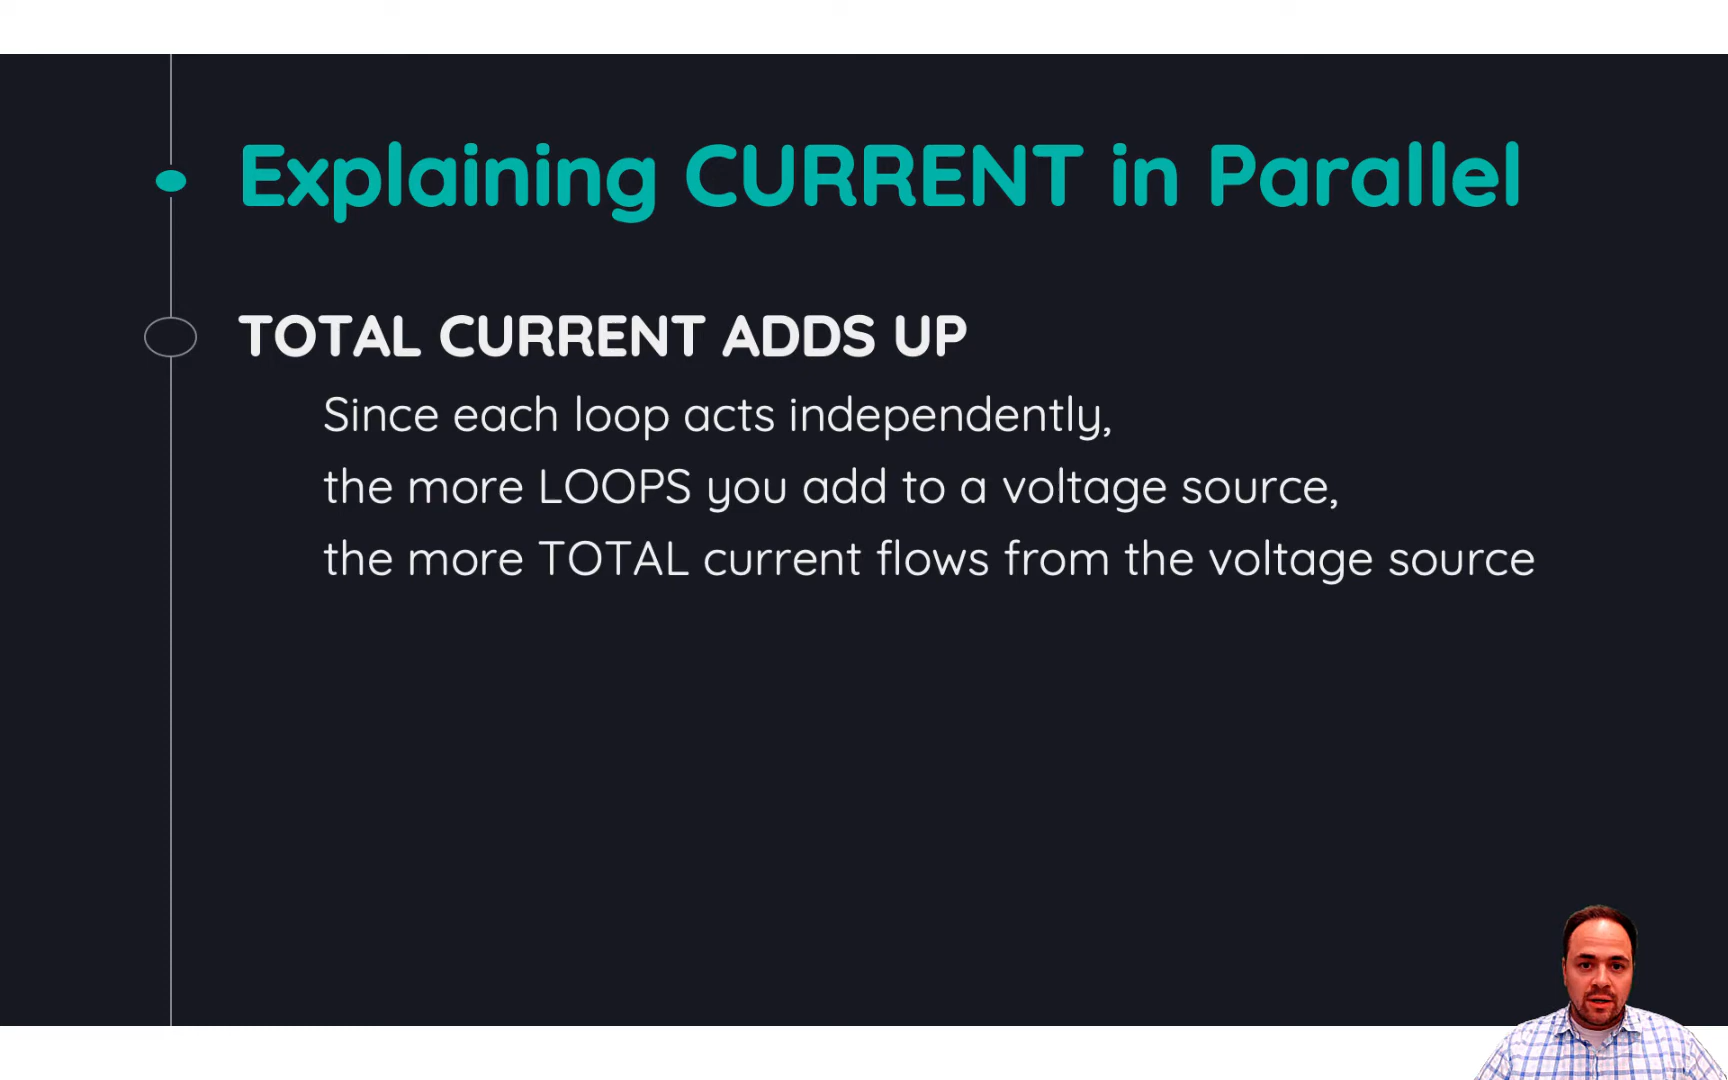 Explaining CURRENT in Parallel
TOTAL CURRENT ADDS UP
Since each loop acts independently,
the more LOOPS you add to a voltage source,
the more TOTAL current flows from the voltage source